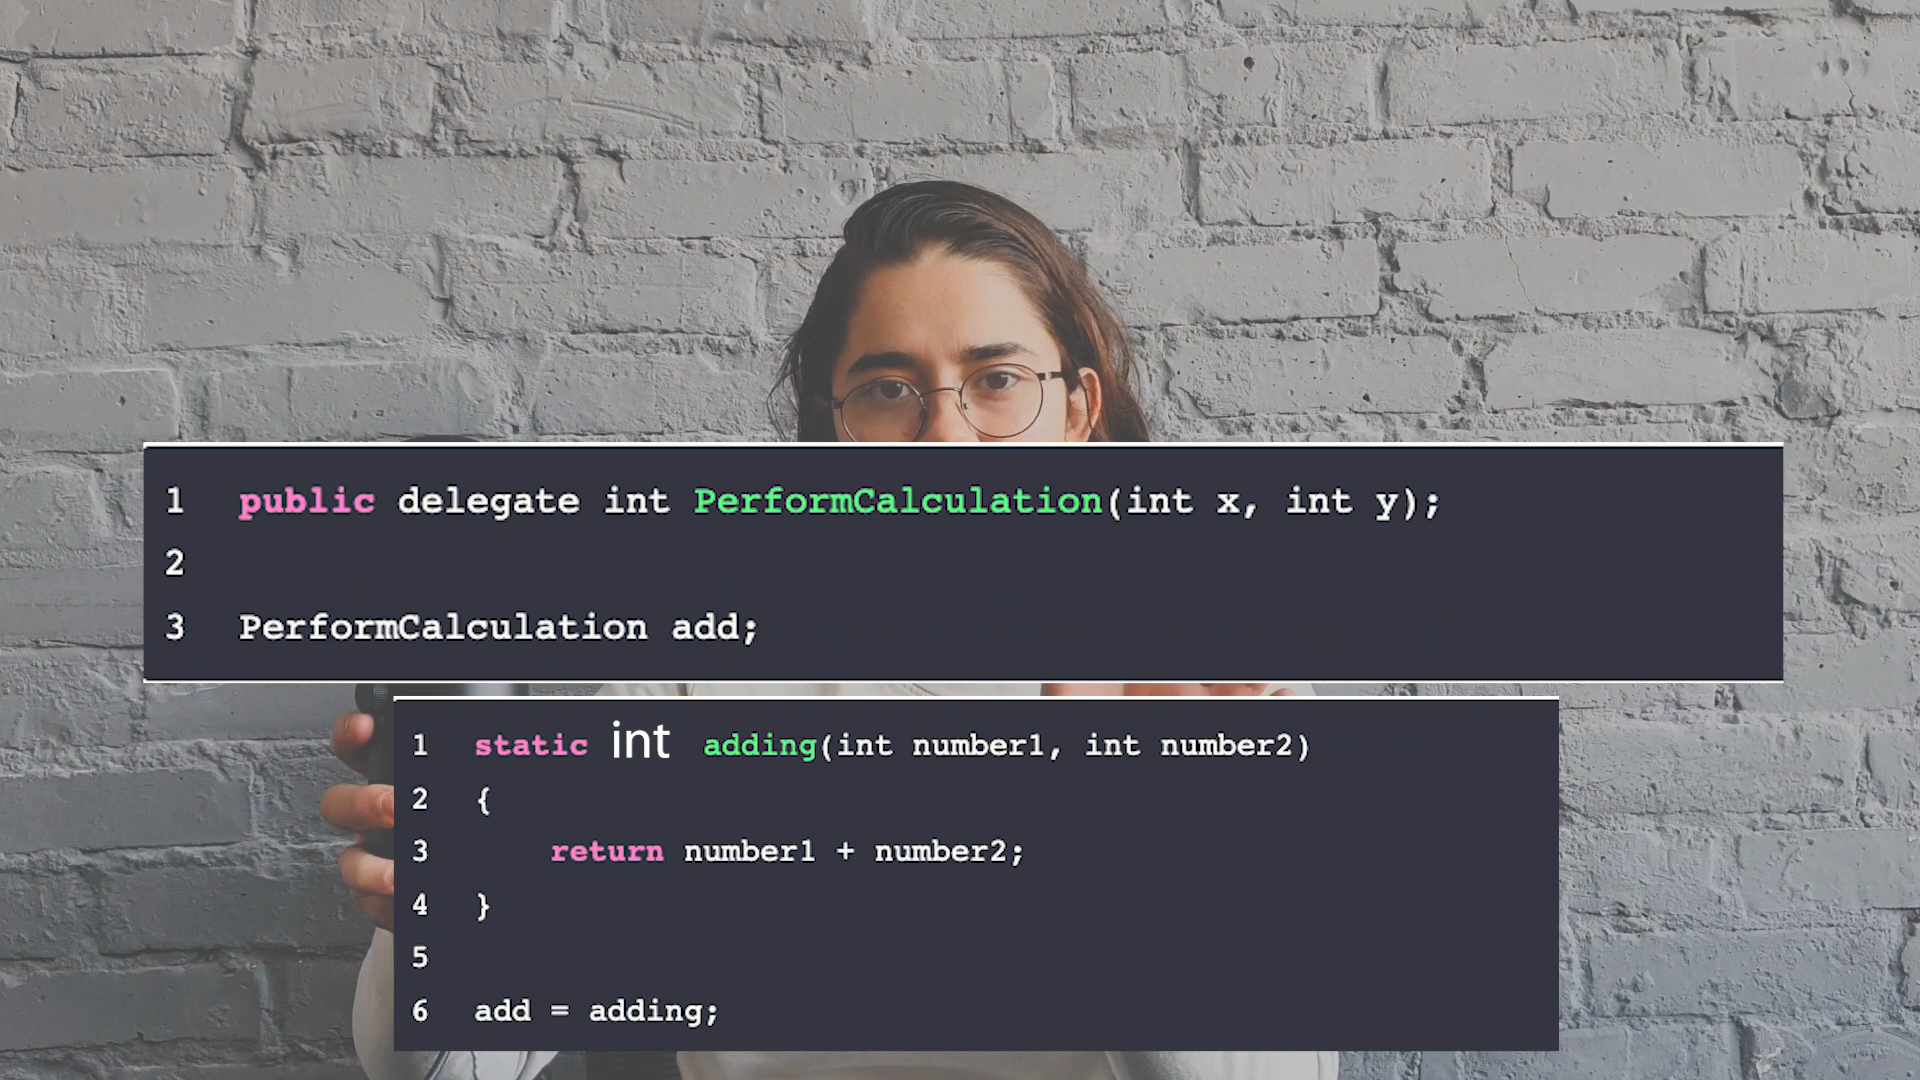 1 public delegate int PerformCalculation(int x, int y);
2
3 PerformCalculation add;
1 static int adding(int number1, int number2)
2 {
3 return number1 + number2;
4 }
5
6 add = adding;